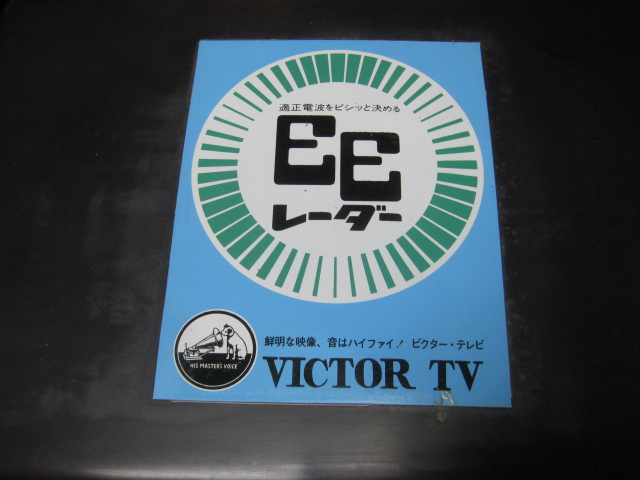 適正電波をピシッと決める
EE
レーダー
鮮明な映像、音はハイファイ! ビクター・テレビ
VICTOR TV
HIS MASTER'S VOICE